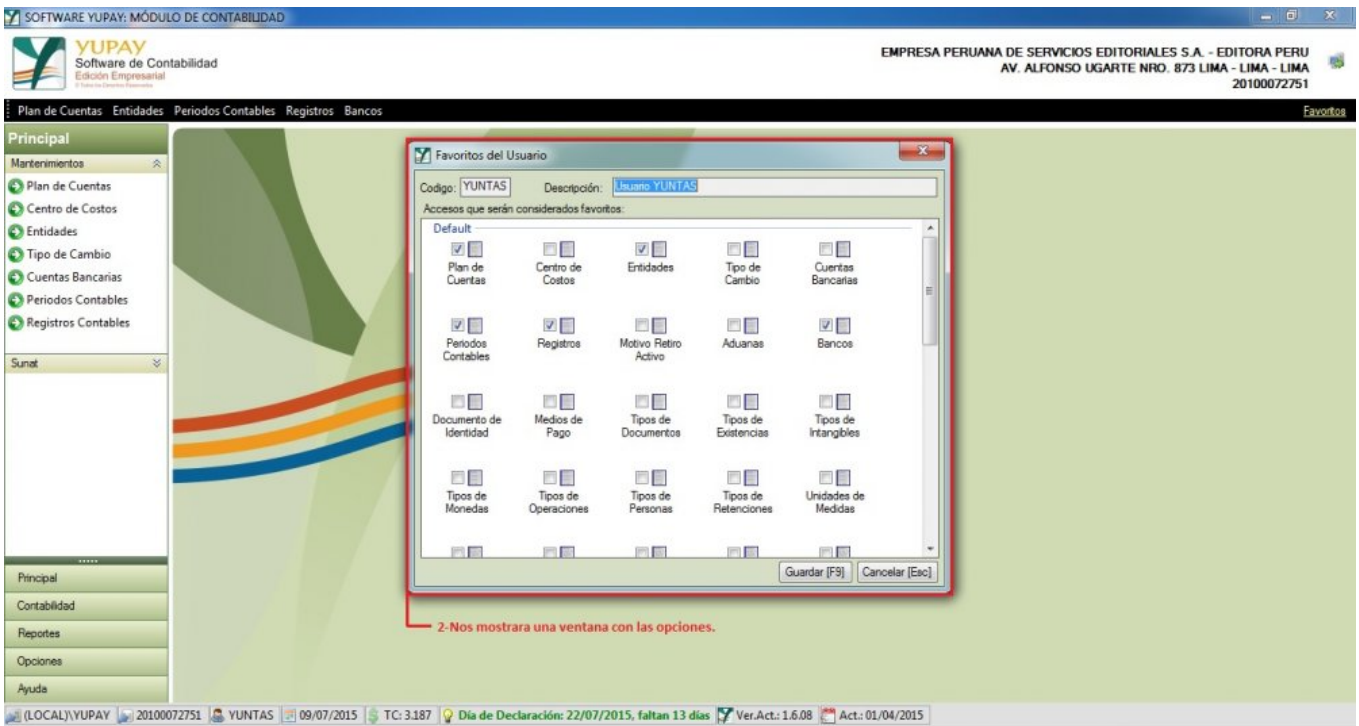 SOFTWARE YUPAY: MÓDULO DE CONTABILIDAD
YUPAY
Software de Contabilidad
Edición Empresarial
EMPRESA PERUANA DE SERVICIOS EDITORIALES S.A. - EDITORA PERU
AV. ALFONSO UGARTE NRO. 873 LIMA - LIMA - LIMA
20100072751
Plan de Cuentas Entidades Periodos Contables Registros Bancos Favoritos
Principal
Mantenimientos
Plan de Cuentas
Centro de Costos
Entidades
Tipo de Cambio
Cuentas Bancarias
Periodos Contables
Registros Contables
Sunat
Principal
Contabilidad
Reportes
Opciones
Ayuda
Favoritos del Usuario
Codigo: YUNTAS Descripción: Usuario YUNTAS
Accesos que serán considerados favoritos:
Default
Plan de Cuentas
Centro de Costos
Entidades
Tipo de Cambio
Cuentas Bancarias
Periodos Contables
Registros
Motivo Retiro Activo
Aduanas
Bancos
Documento de Identidad
Medios de Pago
Tipos de Documentos
Tipos de Existencias
Tipos de Intangibles
Tipos de Monedas
Tipos de Operaciones
Tipos de Personas
Tipos de Retenciones
Unidades de Medidas
Guardar [F9] Cancelar [Esc]
2-Nos mostrara una ventana con las opciones.
(LOCAL)\YUPAY 20100072751 YUNTAS 09/07/2015 TC: 3.187 Día de Declaración: 22/07/2015, faltan 13 días Ver.Act.: 1.6.08 Act.: 01/04/2015